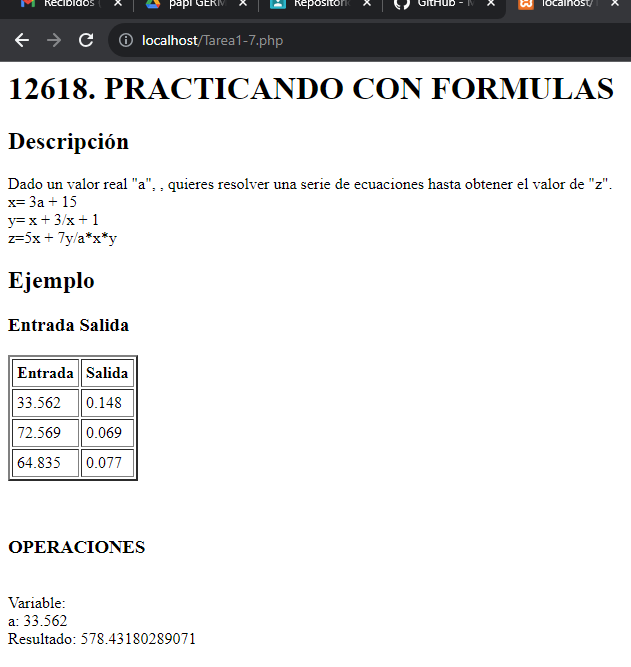 Recibidos
papi GERM
Repositori
GitHub - M
localhost/
localhost/Tarea1-7.php
12618. PRACTICANDO CON FORMULAS
Descripción
Dado un valor real "a", , quieres resolver una serie de ecuaciones hasta obtener el valor de "z".
x= 3a + 15
y= x + 3/x + 1
z=5x + 7y/a*x*y
Ejemplo
Entrada Salida
Entrada Salida
33.562 0.148
72.569 0.069
64.835 0.077
OPERACIONES
Variable:
a: 33.562
Resultado: 578.43180289071